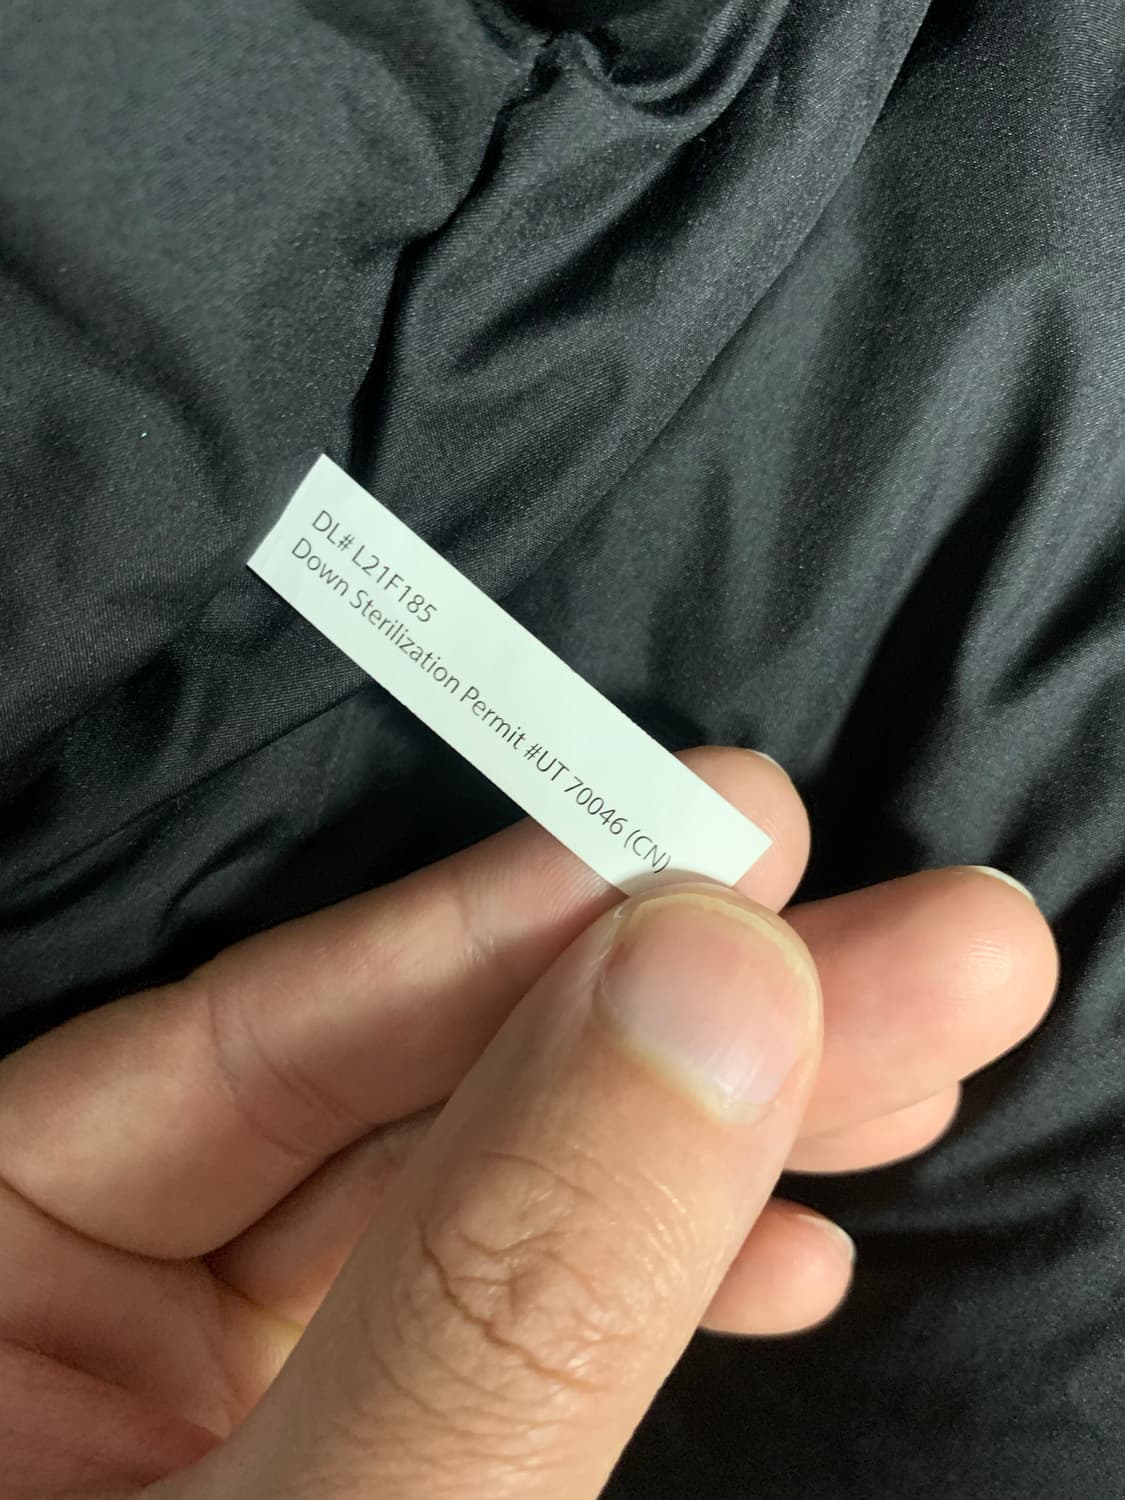 DL# L21F185
Down Sterilization Permit #UT 70046 (CN)